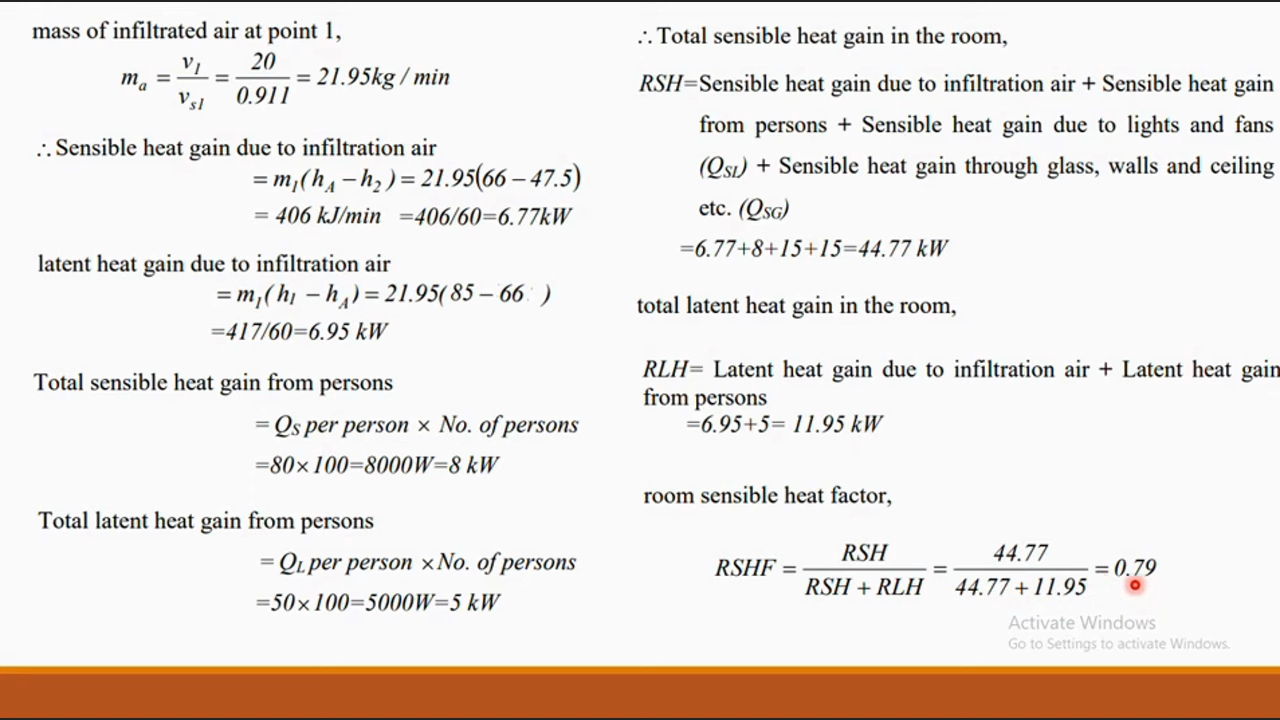 mass of infiltrated air at point 1,
m_a = v_1 / v_s1 = 20 / 0.911 = 21.95kg / min
∴ Sensible heat gain due to infiltration air
= m_1(h_A − h_2) = 21.95(66 − 47.5)
= 406 kJ/min =406/60=6.77kW
latent heat gain due to infiltration air
= m_1(h_1 − h_A) = 21.95(85 − 66 )
=417/60=6.95 kW
Total sensible heat gain from persons
= Q_S per person × No. of persons
=80×100=8000W=8 kW
Total latent heat gain from persons
= Q_L per person ×No. of persons
=50×100=5000W=5 kW
∴ Total sensible heat gain in the room,
RSH=Sensible heat gain due to infiltration air + Sensible heat gain
from persons + Sensible heat gain due to lights and fans
(Q_SL) + Sensible heat gain through glass, walls and ceiling
etc. (Q_SG)
=6.77+8+15+15=44.77 kW
total latent heat gain in the room,
RLH= Latent heat gain due to infiltration air + Latent heat gain
from persons
=6.95+5= 11.95 kW
room sensible heat factor,
RSHF = RSH / RSH + RLH = 44.77 / 44.77 + 11.95 = 0.79
Activate Windows
Go to Settings to activate Windows.